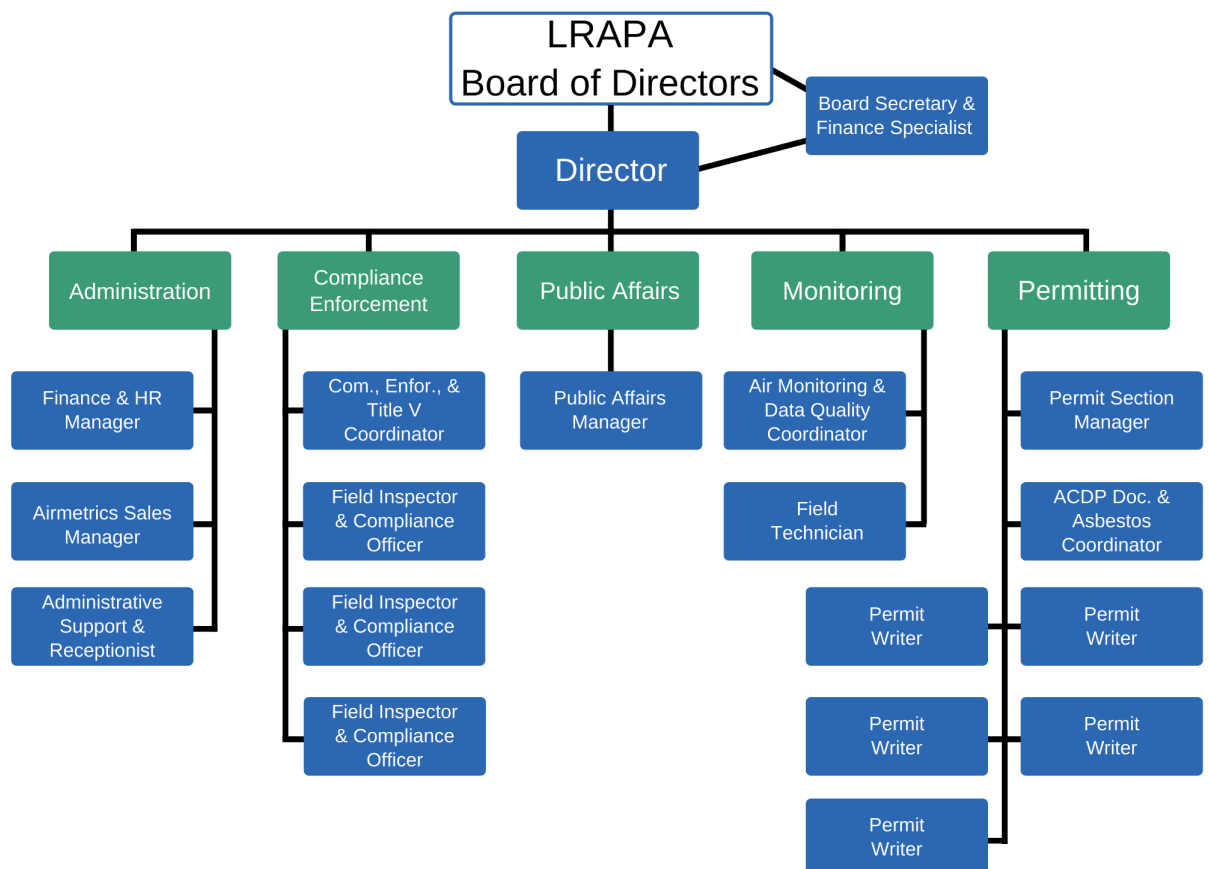 LRAPA
Board of Directors
Board Secretary &
Finance Specialist
Director
Administration
Compliance
Enforcement
Public Affairs
Monitoring
Permitting
Finance & HR
Manager
Com., Enfor., &
Title V
Coordinator
Public Affairs
Manager
Air Monitoring &
Data Quality
Coordinator
Permit Section
Manager
Airmetrics Sales
Manager
Field Inspector
& Compliance
Officer
Field
Technician
ACDP Doc. &
Asbestos
Coordinator
Administrative
Support &
Receptionist
Field Inspector
& Compliance
Officer
Permit
Writer
Permit
Writer
Field Inspector
& Compliance
Officer
Permit
Writer
Permit
Writer
Permit
Writer